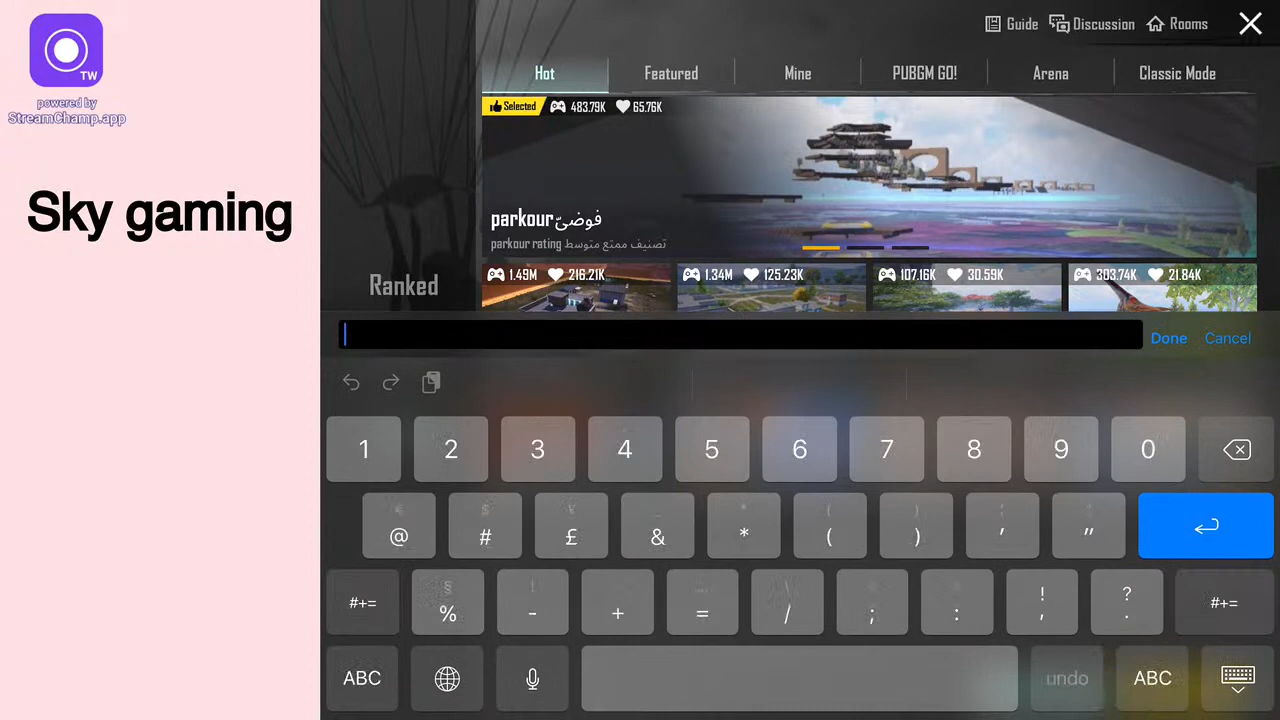 TW
powered by
StreamChamp.app
Sky gaming
Guide Discussion Rooms
Hot Featured Mine PUBGM GO! Arena Classic Mode
Selected 483.79K 65.76K
parkour فوضىّ
parkour rating تصنيف ممتع متوسط
Ranked
1.49M 216.21K 1.34M 125.23K 107.16K 30.59K 303.74K 21.84K
Done Cancel
1 2 3 4 5 6 7 8 9 0
@ # £ & * ( ) ' "
#+= % - + = / ; : ! , ? . #+=
ABC undo ABC